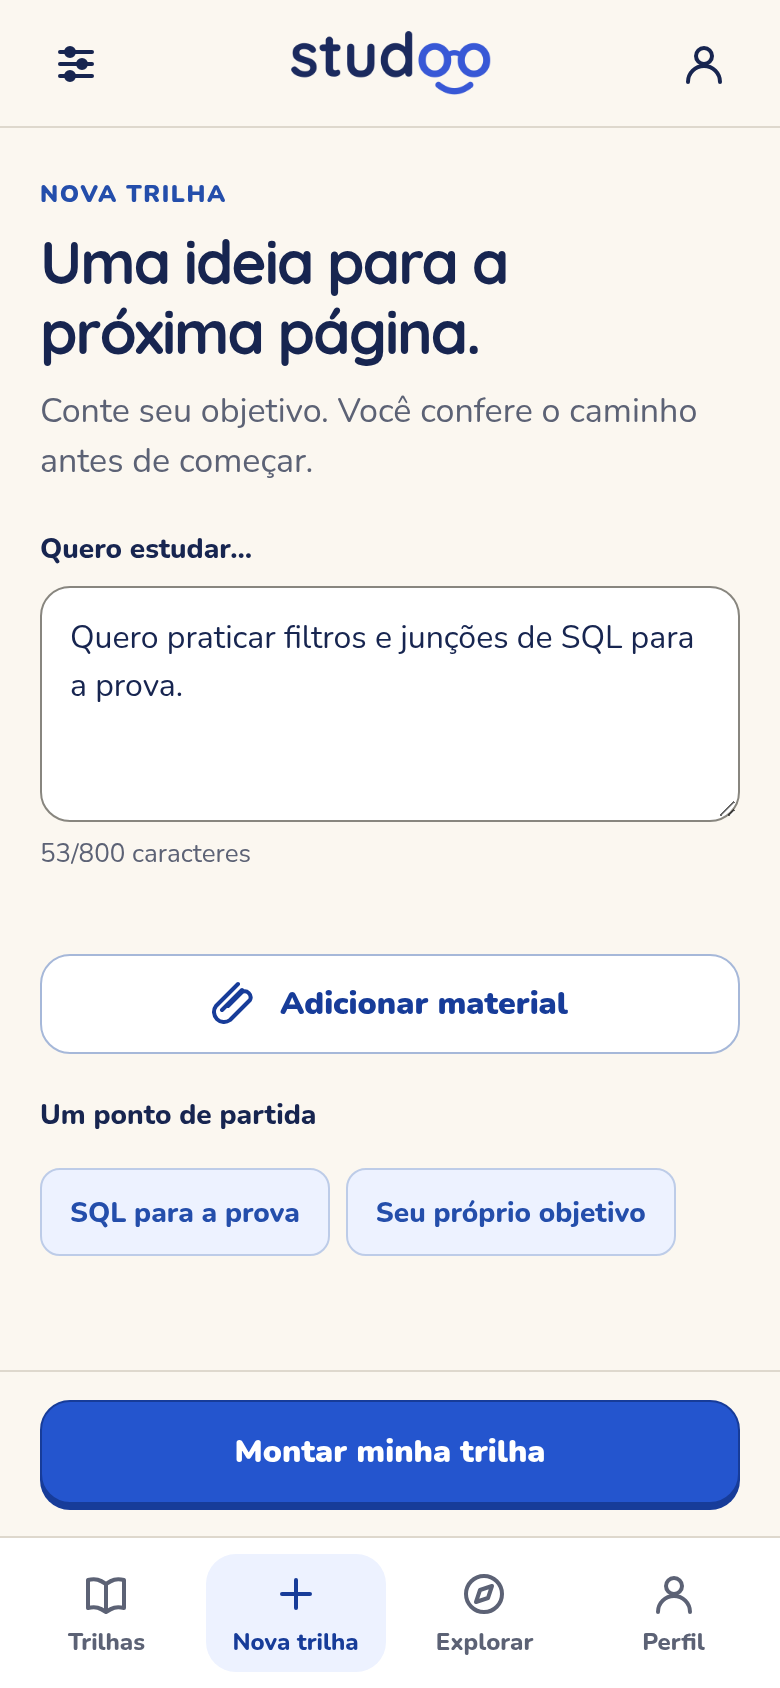 studoo
NOVA TRILHA
Uma ideia para a
próxima página.
Conte seu objetivo. Você confere o caminho
antes de começar.
Quero estudar...
Quero praticar filtros e junções de SQL para
a prova.
53/800 caracteres
Adicionar material
Um ponto de partida
SQL para a prova
Seu próprio objetivo
Montar minha trilha
Trilhas
Nova trilha
Explorar
Perfil